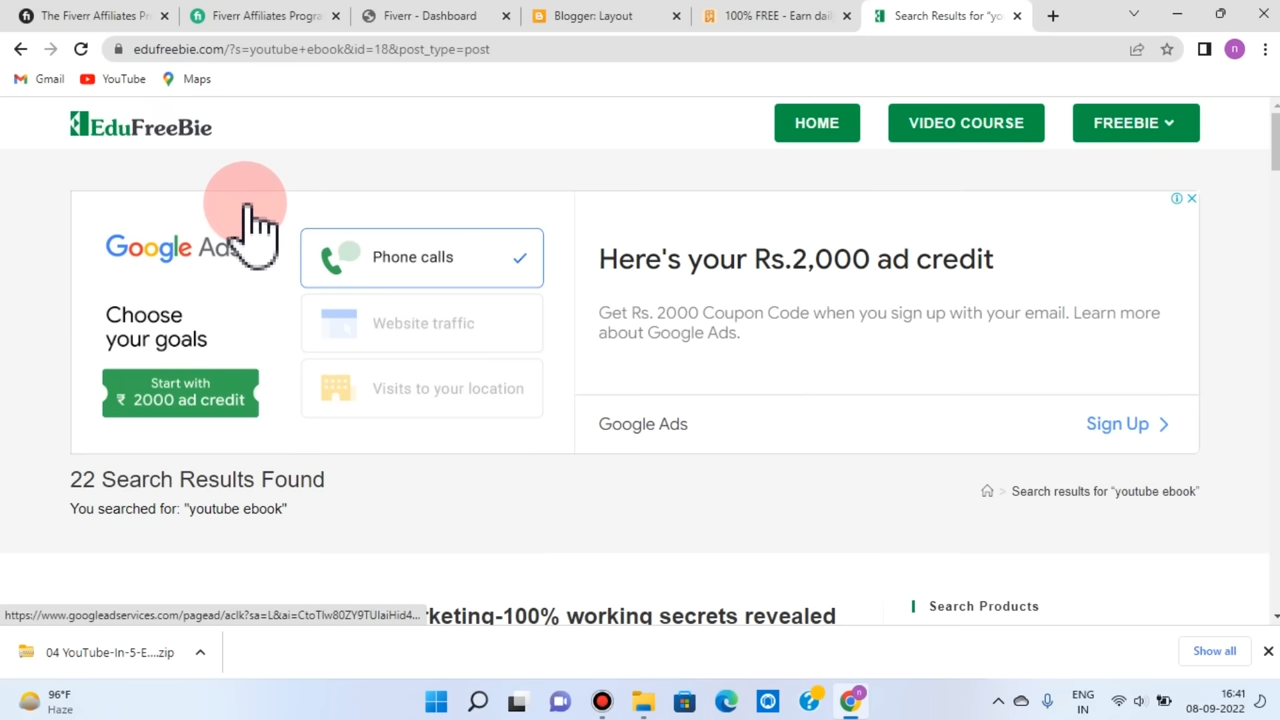 The Fiverr Affiliates P
Fiverr Affiliates Progra
Fiverr - Dashboard
Blogger: Layout
100% FREE - Earn dail
Search Results for “yo
edufreebie.com/?s=youtube+ebook&id=18&post_type=post
n
Gmail
YouTube
Maps
EduFreeBie
HOME
VIDEO COURSE
FREEBIE
Google Ads
Phone calls
Website traffic
Visits to your location
Choose
your goals
Start with
₹ 2000 ad credit
Here's your Rs.2,000 ad credit
Get Rs. 2000 Coupon Code when you sign up with your email. Learn more
about Google Ads.
Google Ads
Sign Up
22 Search Results Found
You searched for: "youtube ebook"
> Search results for “youtube ebook”
rketing-100% working secrets revealed
Search Products
https://www.googleadservices.com/pagead/aclk?sa=L&ai=CtoTlw80ZY9TUIaiHid4...
04 YouTube-In-5-E....zip
Show all
96°F
Haze
n
ENG
IN
16:41
08-09-2022